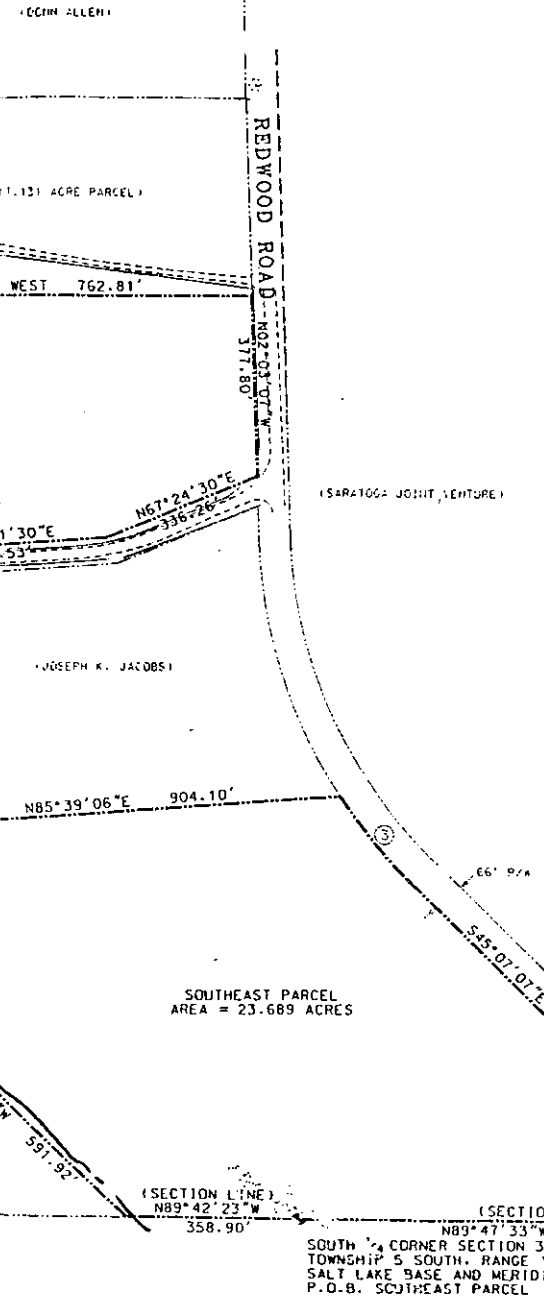 (DONN ALLEN)
REDWOOD ROAD
131 ACRE PARCEL)
WEST 762.81'
N02°03'07"W
377.80'
N67°24'30"E
336.26'
1'30"E
.53'
(SARATOGA JOINT VENTURE)
(JOSEPH K. JACOBS)
N85°39'06"E 904.10'
3
66' R/W
S45°07'07"E
SOUTHEAST PARCEL
AREA = 23.689 ACRES
"W
591.92'
(SECTION LINE)
N89°42'23"W
358.90'
(SECTIO
N89°47'33"W
SOUTH 1/4 CORNER SECTION 3
TOWNSHIP 5 SOUTH, RANGE
SALT LAKE BASE AND MERIDI
P.O.B. SOUTHEAST PARCEL